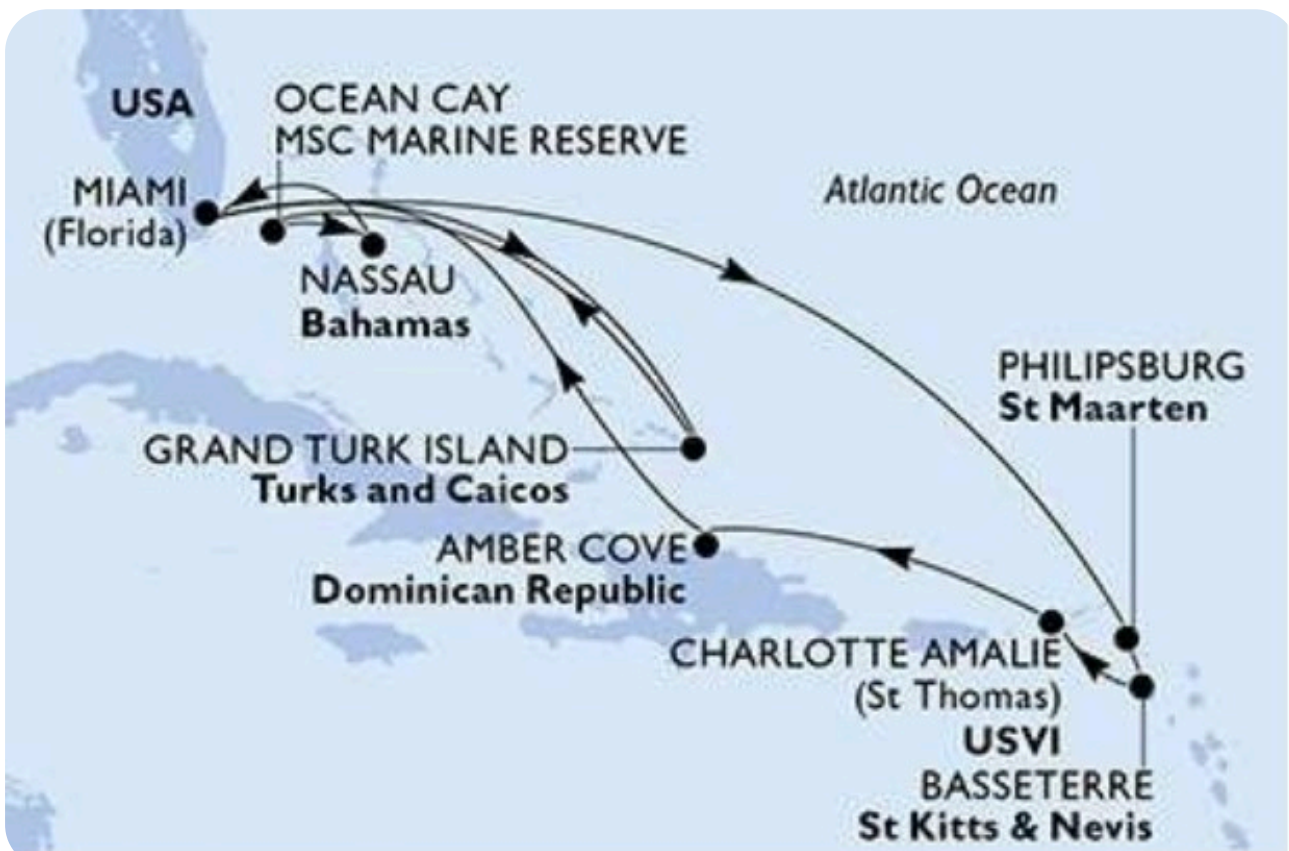 USA
OCEAN CAY
MSC MARINE RESERVE
MIAMI
(Florida)
Atlantic Ocean
NASSAU
Bahamas
PHILIPSBURG
St Maarten
GRAND TURK ISLAND
Turks and Caicos
AMBER COVE
Dominican Republic
CHARLOTTE AMALIE
(St Thomas)
USVI
BASSETERRE
St Kitts & Nevis